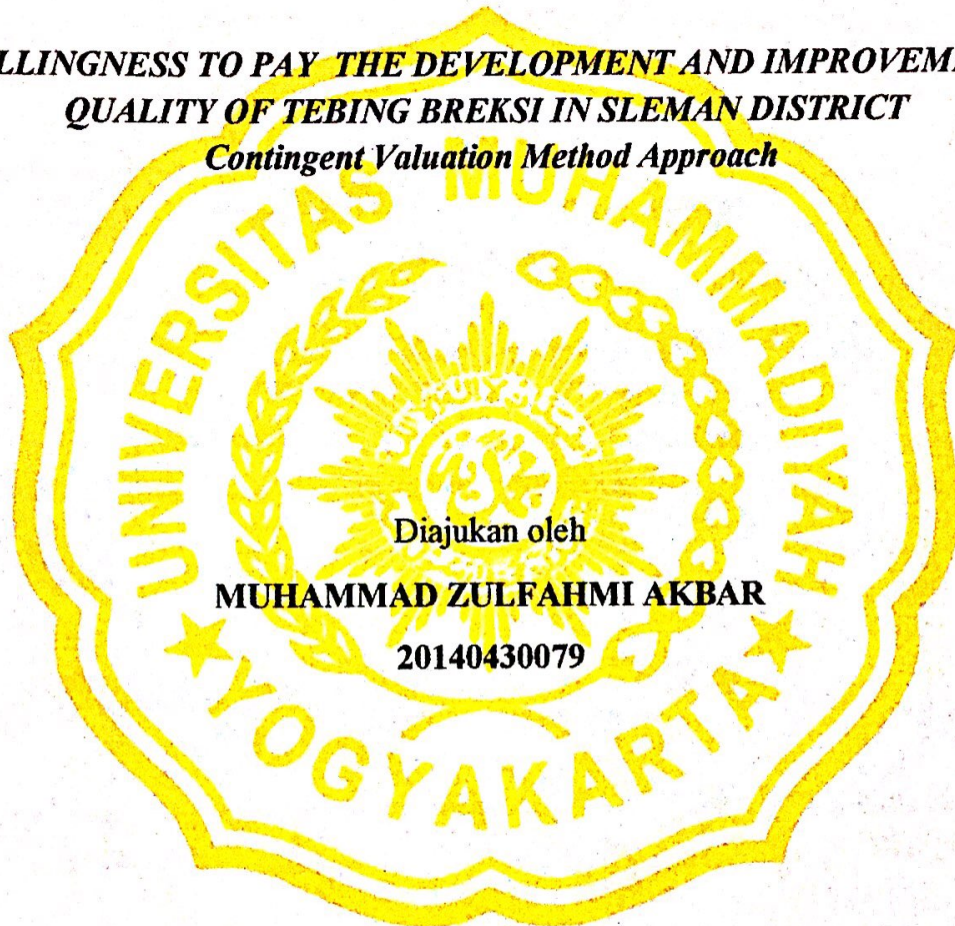 LLINGNESS TO PAY THE DEVELOPMENT AND IMPROVEM
QUALITY OF TEBING BREKSI IN SLEMAN DISTRICT
Contingent Valuation Method Approach
UNIVERSITAS MUHAMMADIYAH
Diajukan oleh
MUHAMMAD ZULFAHMI AKBAR
20140430079
★ YOGYAKARTA ★